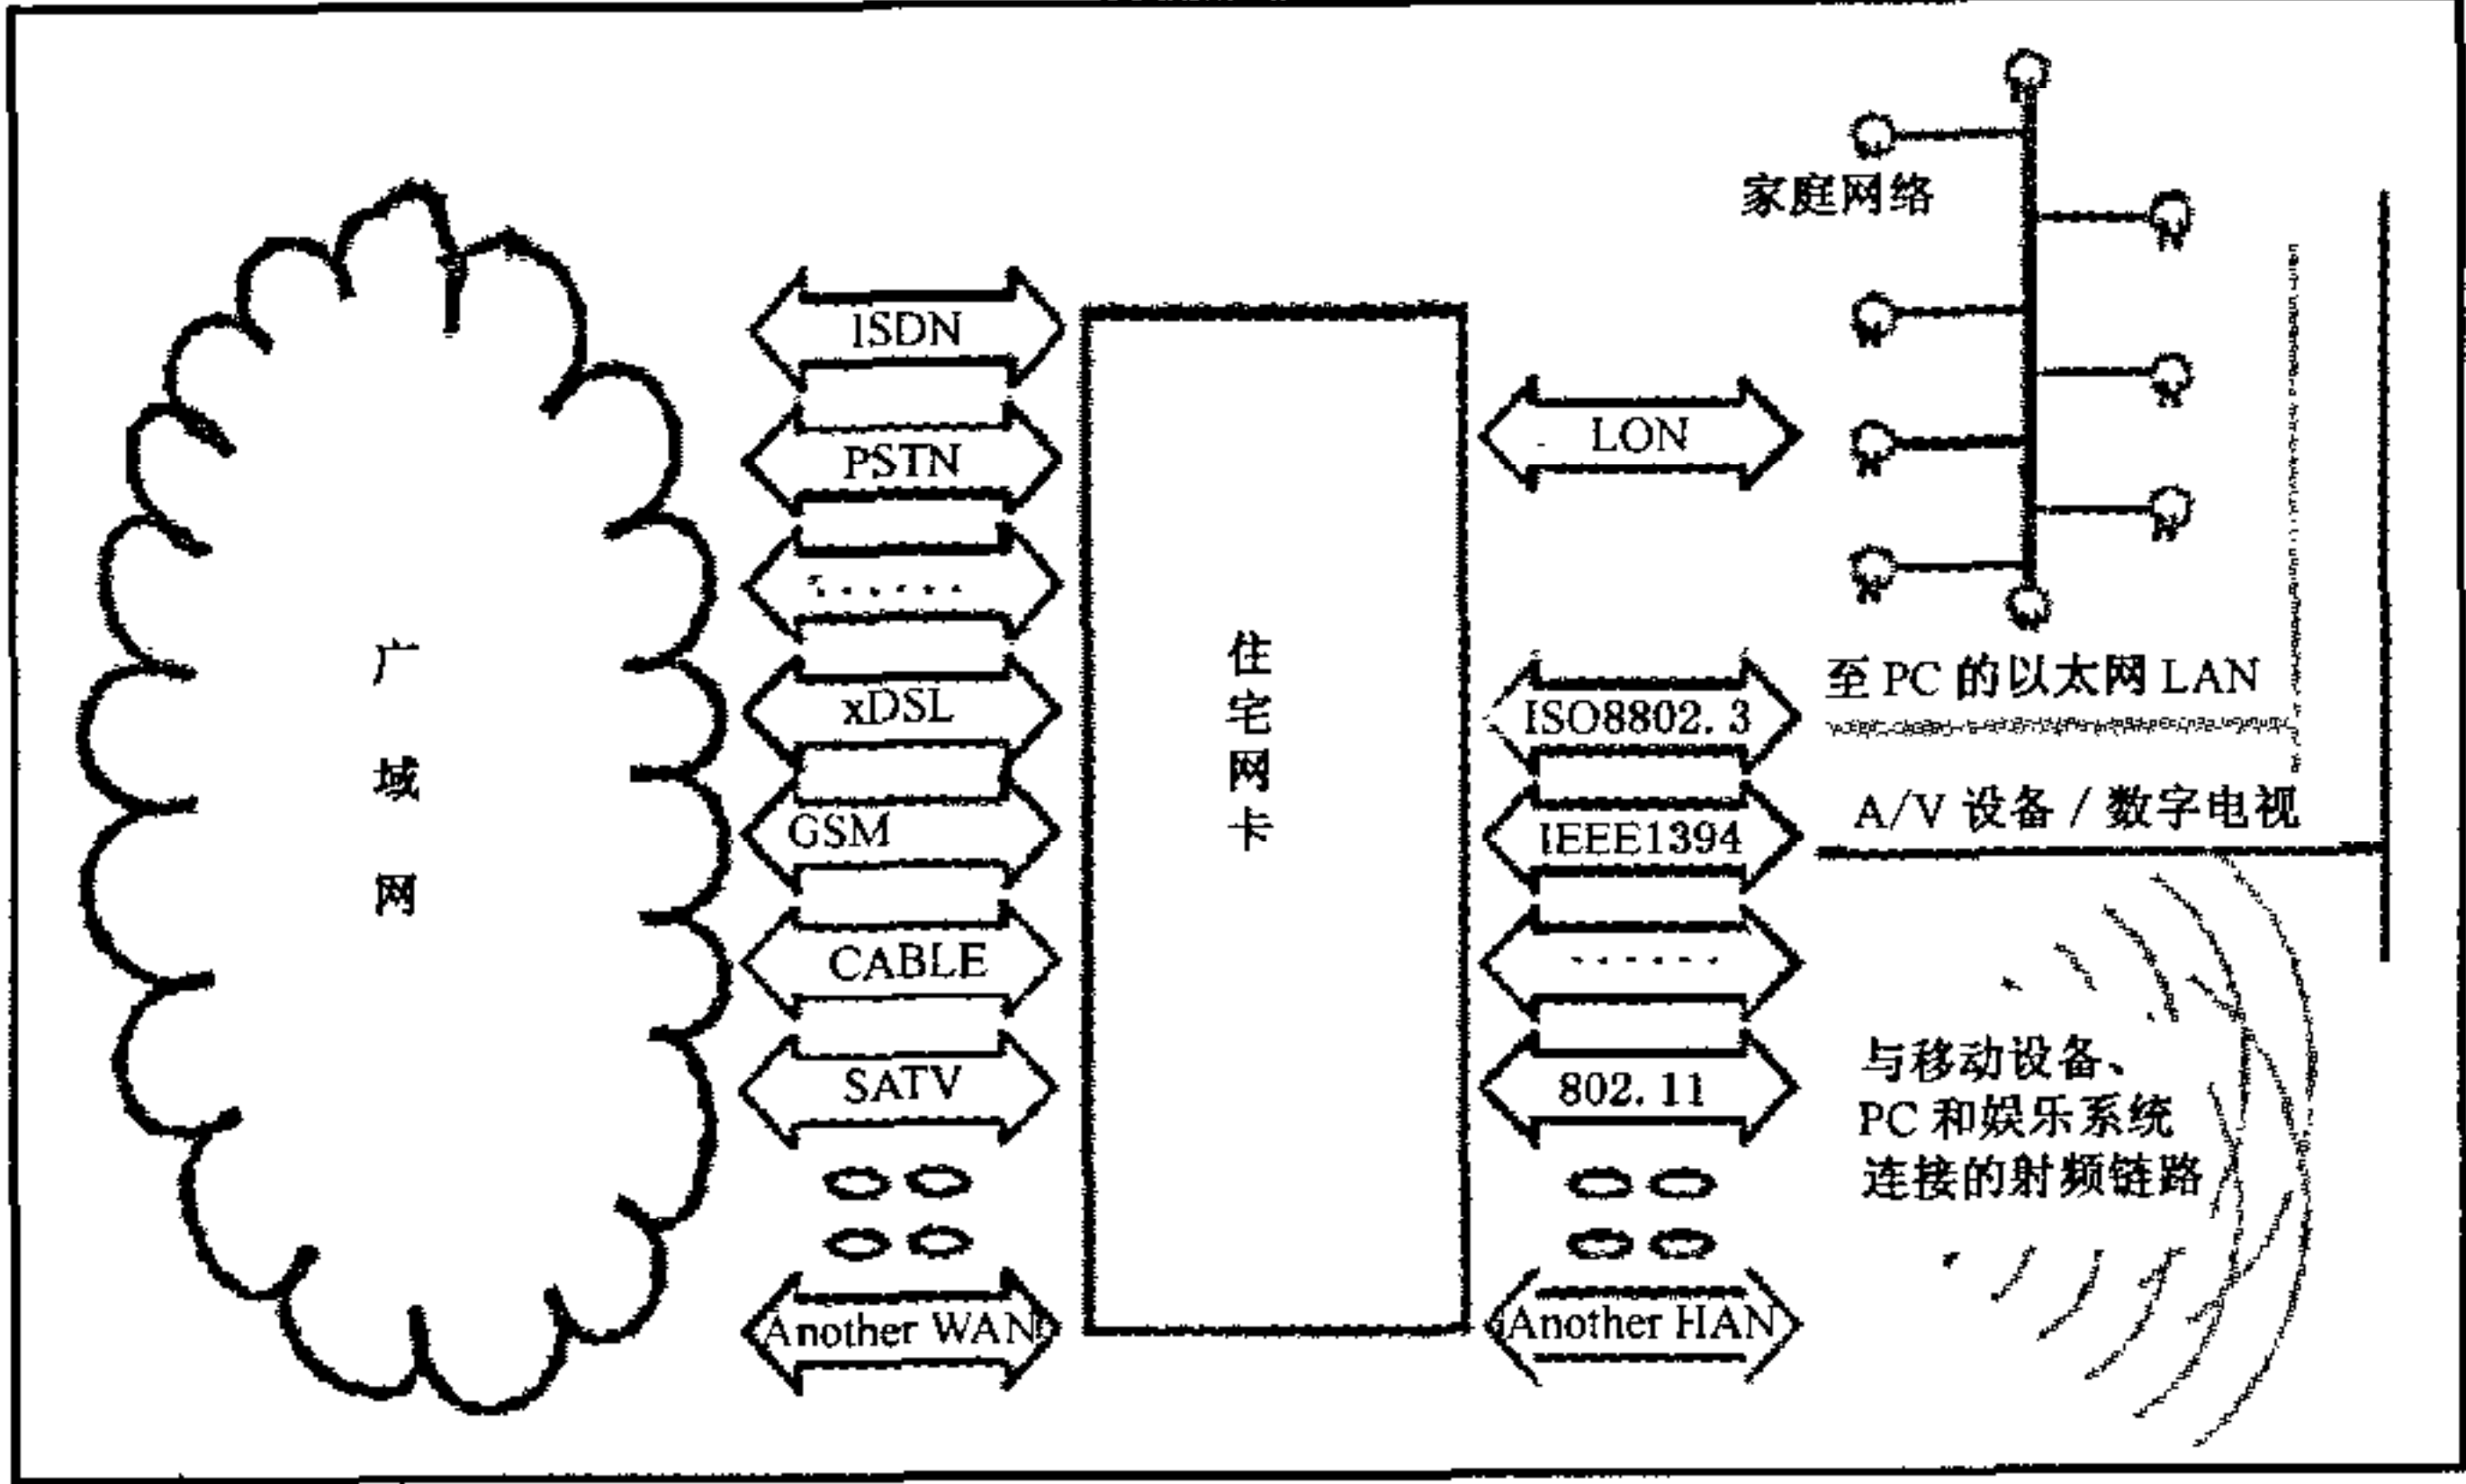 广域网
ISDN
PSTN
......
xDSL
GSM
CABLE
SATV
Another WAN
住宅网卡
LON
ISO8802.3
IEEE1394
......
802.11
Another HAN
家庭网络
至PC的以太网LAN
A/V设备/数字电视
与移动设备、
PC和娱乐系统
连接的射频链路